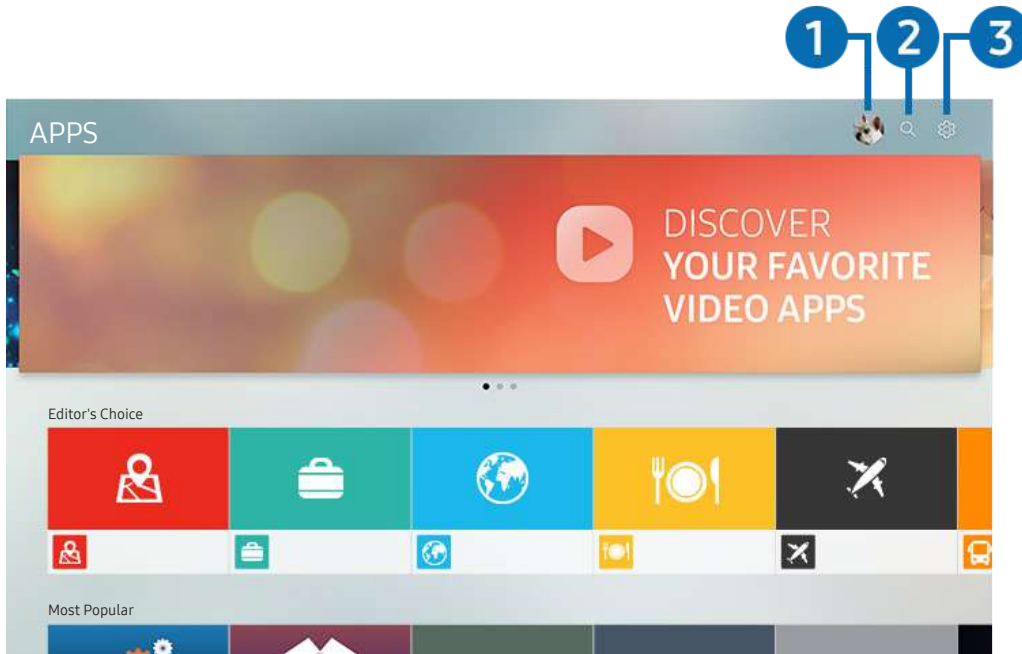 1 2 3
APPS
DISCOVER
YOUR FAVORITE
VIDEO APPS
Editor's Choice
Most Popular